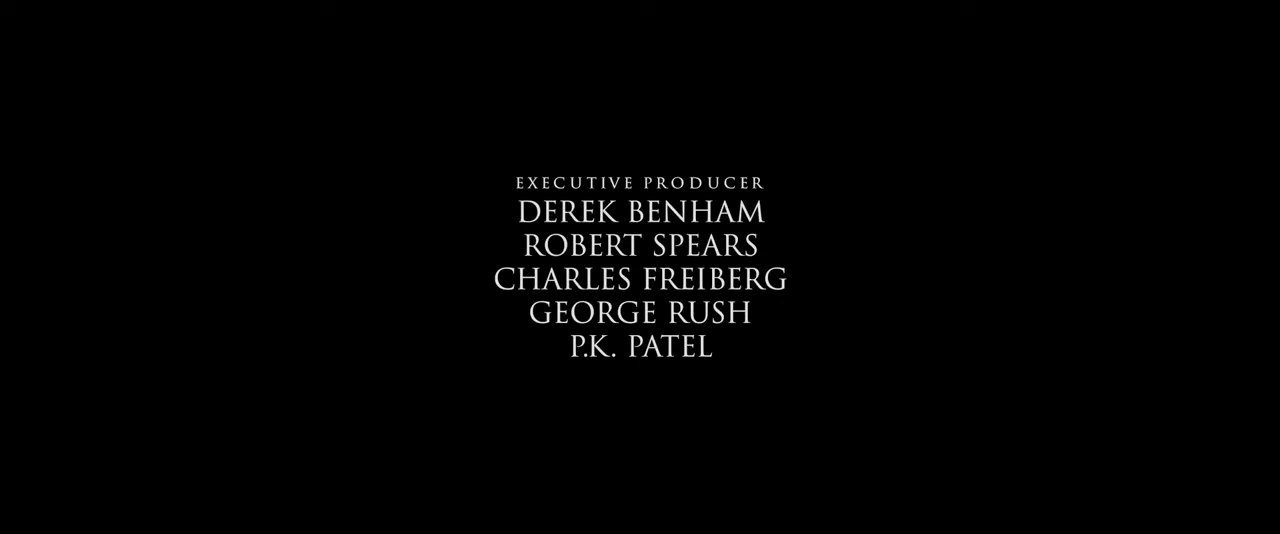 EXECUTIVE PRODUCER
DEREK BENHAM
ROBERT SPEARS
CHARLES FREIBERG
GEORGE RUSH
P.K. PATEL